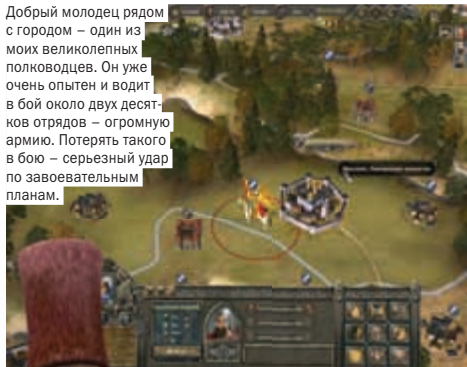 Добрый молодец рядом
с городом – один из
моих великолепных
полководцев. Он уже
очень опытен и водит
в бой около двух десят-
ков отрядов – огромную
армию. Потерять такого
в бою – серьезный удар
по завоевательным
планам.